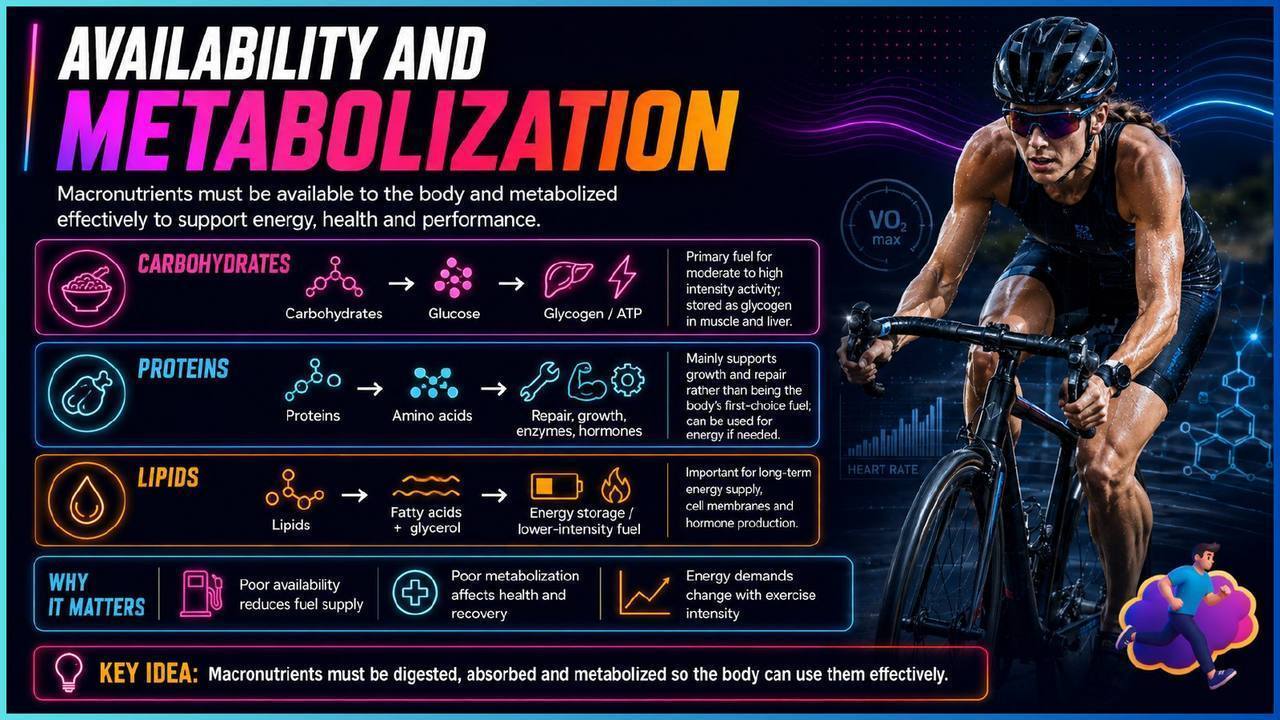 AVAILABILITY AND
METABOLIZATION
Macronutrients must be available to the body and metabolized
effectively to support energy, health and performance.
CARBOHYDRATES
Carbohydrates
Glucose
Glycogen / ATP
Primary fuel for
moderate to high
intensity activity;
stored as glycogen
in muscle and liver.
PROTEINS
Proteins
Amino acids
Repair, growth,
enzymes, hormones
Mainly supports
growth and repair
rather than being the
body's first-choice fuel;
can be used for
energy if needed.
LIPIDS
Lipids
Fatty acids
+ glycerol
Energy storage /
lower-intensity fuel
Important for long-term
energy supply,
cell membranes and
hormone production.
WHY
IT MATTERS
Poor availability
reduces fuel supply
Poor metabolization
affects health and
recovery
Energy demands
change with exercise
intensity
KEY IDEA: Macronutrients must be digested, absorbed and metabolized so the body can use them effectively.
VO₂
max
HEART RATE